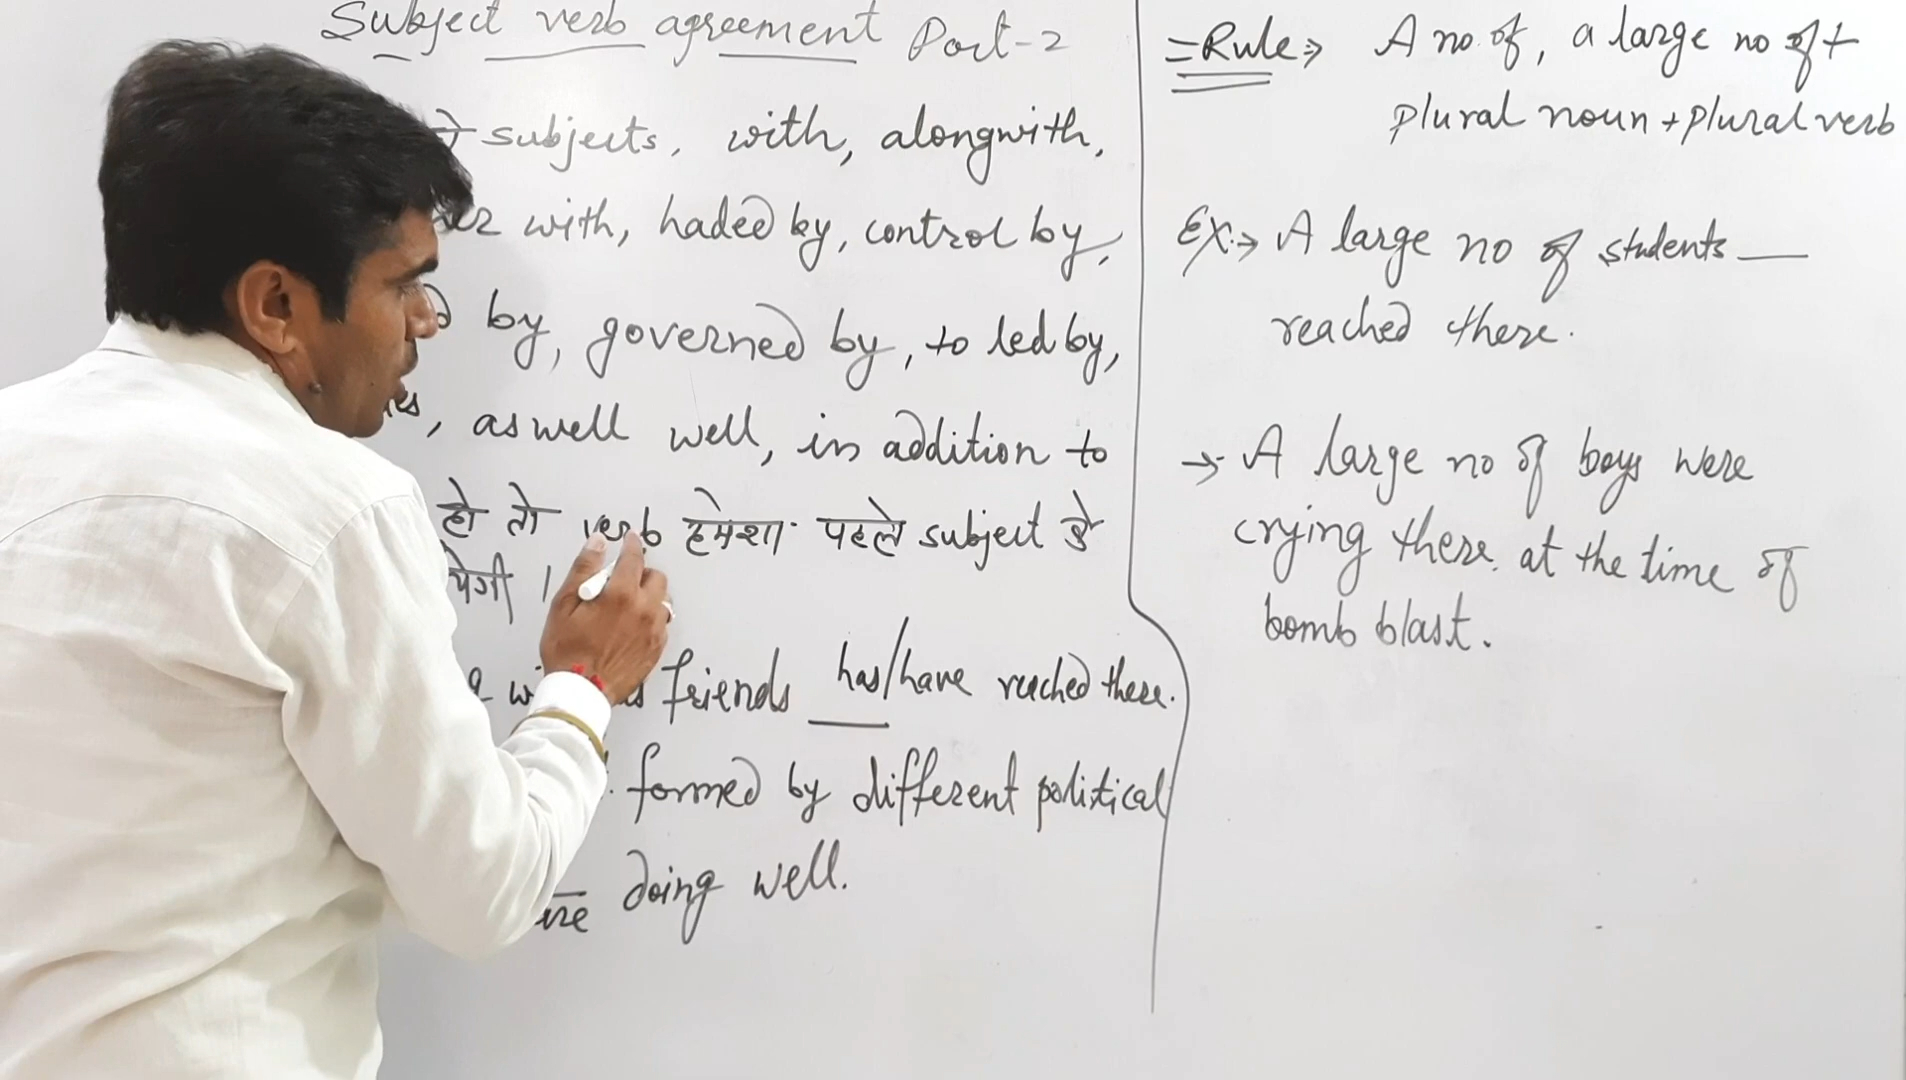 Subject verb agreement Part-2
subjects, with, alongwith,
with, haded by, control by,
by, governed by, to led by,
, as well well, in addition to
हो तो verb हमेशा पहले subject के
friends has/have reached there.
formed by different political
doing well.
=Rule⇒ A no. of, a large no of +
plural noun + plural verb
EX:→ A large no of students __
reached there.
→ A large no of boys were
crying there at the time of
bomb blast.